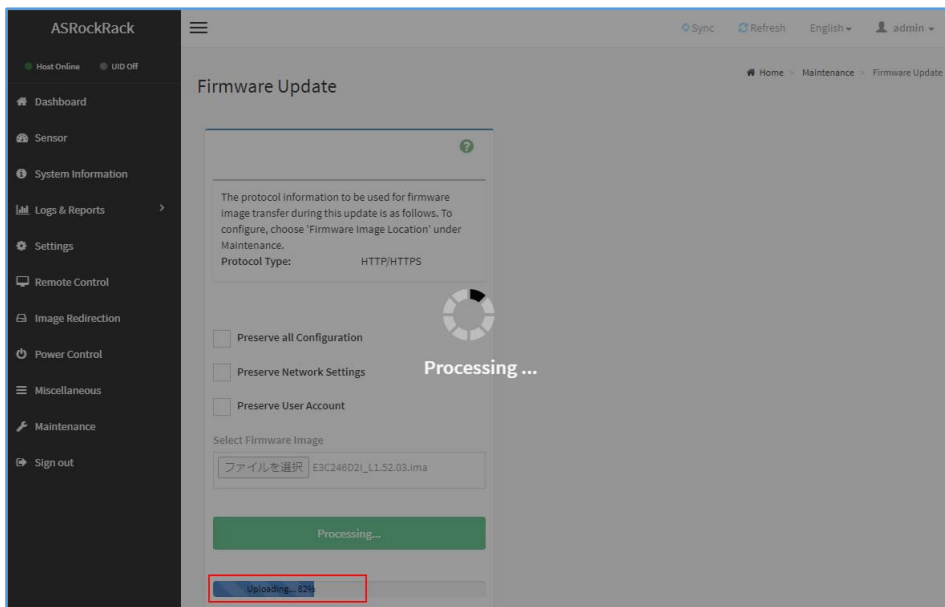 ASRockRack
Sync Refresh English admin
Host Online UID Off
Home > Maintenance > Firmware Update
Firmware Update
Dashboard
Sensor
System Information
Logs & Reports >
Settings
Remote Control
Image Redirection
Power Control
Miscellaneous
Maintenance
Sign out
The protocol information to be used for firmware
image transfer during this update is as follows. To
configure, choose 'Firmware Image Location' under
Maintenance.
Protocol Type: HTTP/HTTPS
Preserve all Configuration
Processing ...
Preserve Network Settings
Preserve User Account
Select Firmware Image
ファイルを選択 E3C246D2I_L1.52.03.ima
Processing...
Uploading... 62%